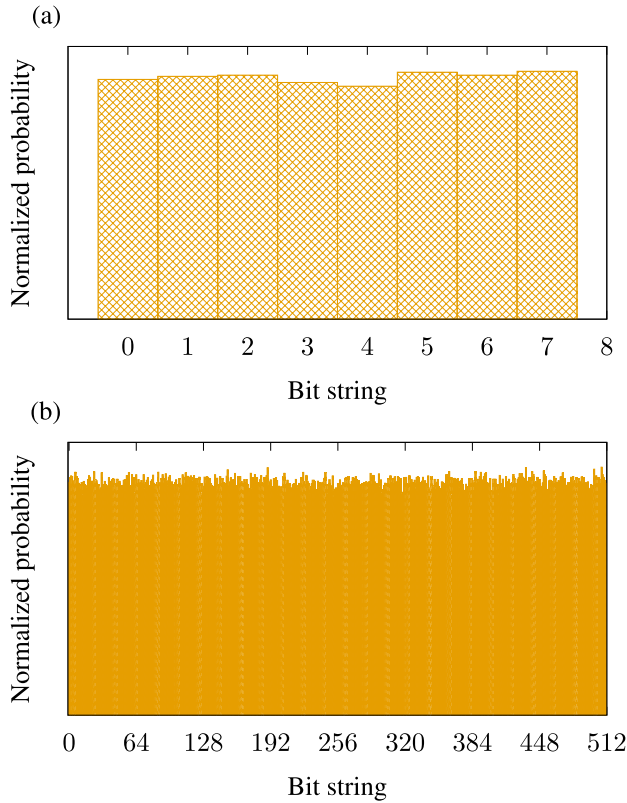 (a)
Normalized probability
0 1 2 3 4 5 6 7 8
Bit string
(b)
Normalized probability
0 64 128 192 256 320 384 448 512
Bit string